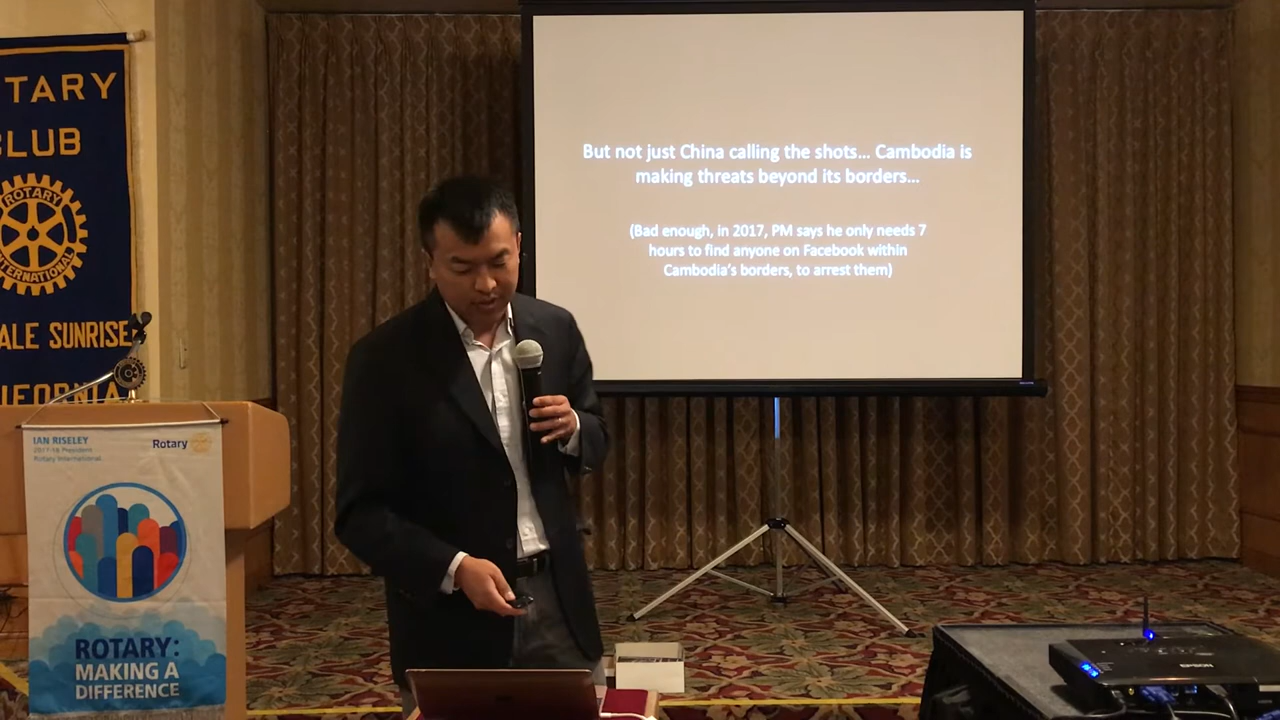 TARY
CLUB
ROTARY
INTERNATIONAL
ALE SUNRISE
IFORNIA
IAN RISELEY
2017-18 President
Rotary International
Rotary
ROTARY:
MAKING A
DIFFERENCE
But not just China calling the shots... Cambodia is
making threats beyond its borders...
(Bad enough, in 2017, PM says he only needs 7
hours to find anyone on Facebook within
Cambodia's borders, to arrest them)
EPSON